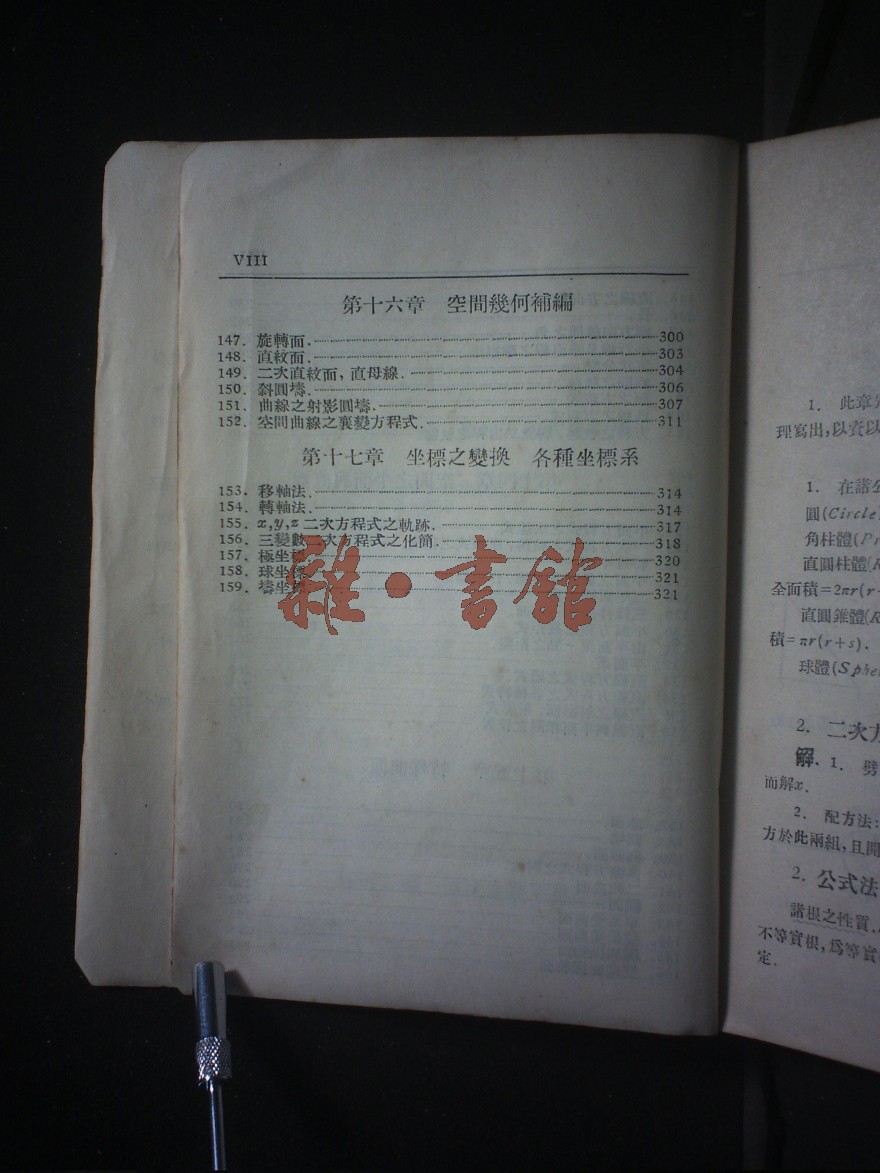 VIII
第十六章 空間幾何補編
147. 旋轉面. 300
148. 直紋面. 303
149. 二次直紋面, 直母線. 304
150. 斜圓壔. 306
151. 曲線之射影圓壔. 307
152. 空間曲線之襄變方程式. 311
第十七章 坐標之變換 各種坐標系
153. 移軸法. 314
154. 轉軸法. 314
155. x, y, z 二次方程式之軌跡. 317
156. 三變數二次方程式之化簡. 318
157. 極坐標 320
158. 球坐標 321
159. 壔坐標 321
雜·書館
1. 此章
理寫出,以資以
1. 在諸公
圓(Circle
角柱體(Pr
直圓柱體(R
全面積=2πr(r+
直圓錐體(R
積=πr(r+s).
球體(Sphe
2. 二次方
解. 1. 劈
而解x.
2. 配方法:
方於此兩組,且開
2. 公式法
諸根之性質.
不等實根,爲等實
定.